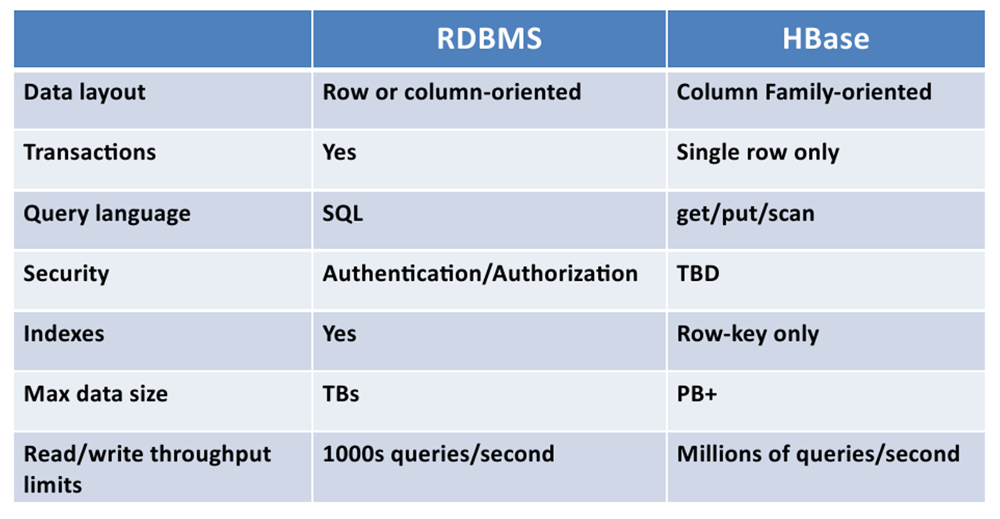 RDBMS HBase
Data layout Row or column-oriented Column Family-oriented
Transactions Yes Single row only
Query language SQL get/put/scan
Security Authentication/Authorization TBD
Indexes Yes Row-key only
Max data size TBs PB+
Read/write throughput 1000s queries/second Millions of queries/second
limits